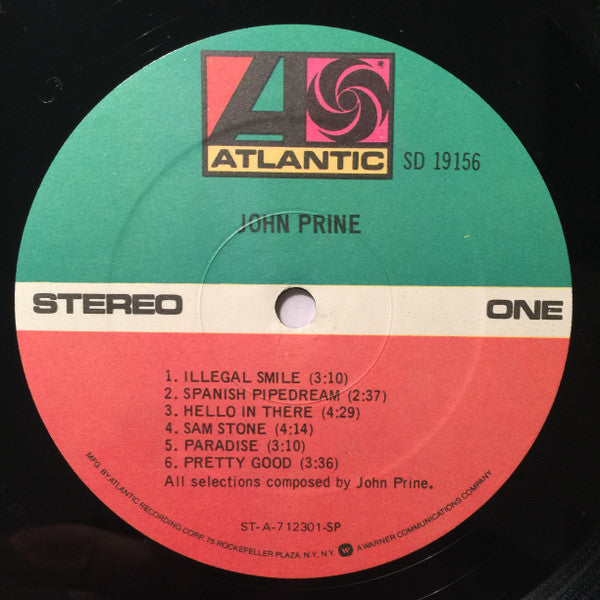 ATLANTIC
SD 19156
JOHN PRINE
STEREO
ONE
1. ILLEGAL SMILE (3:10)
2. SPANISH PIPEDREAM (2:37)
3. HELLO IN THERE (4:29)
4. SAM STONE (4:14)
5. PARADISE (3:10)
6. PRETTY GOOD (3:36)
All selections composed by John Prine.
ST-A-712301-SP
MFG. BY ATLANTIC RECORDING CORP. 75 ROCKEFELLER PLAZA, N.Y., N.Y. W A WARNER COMMUNICATIONS COMPANY